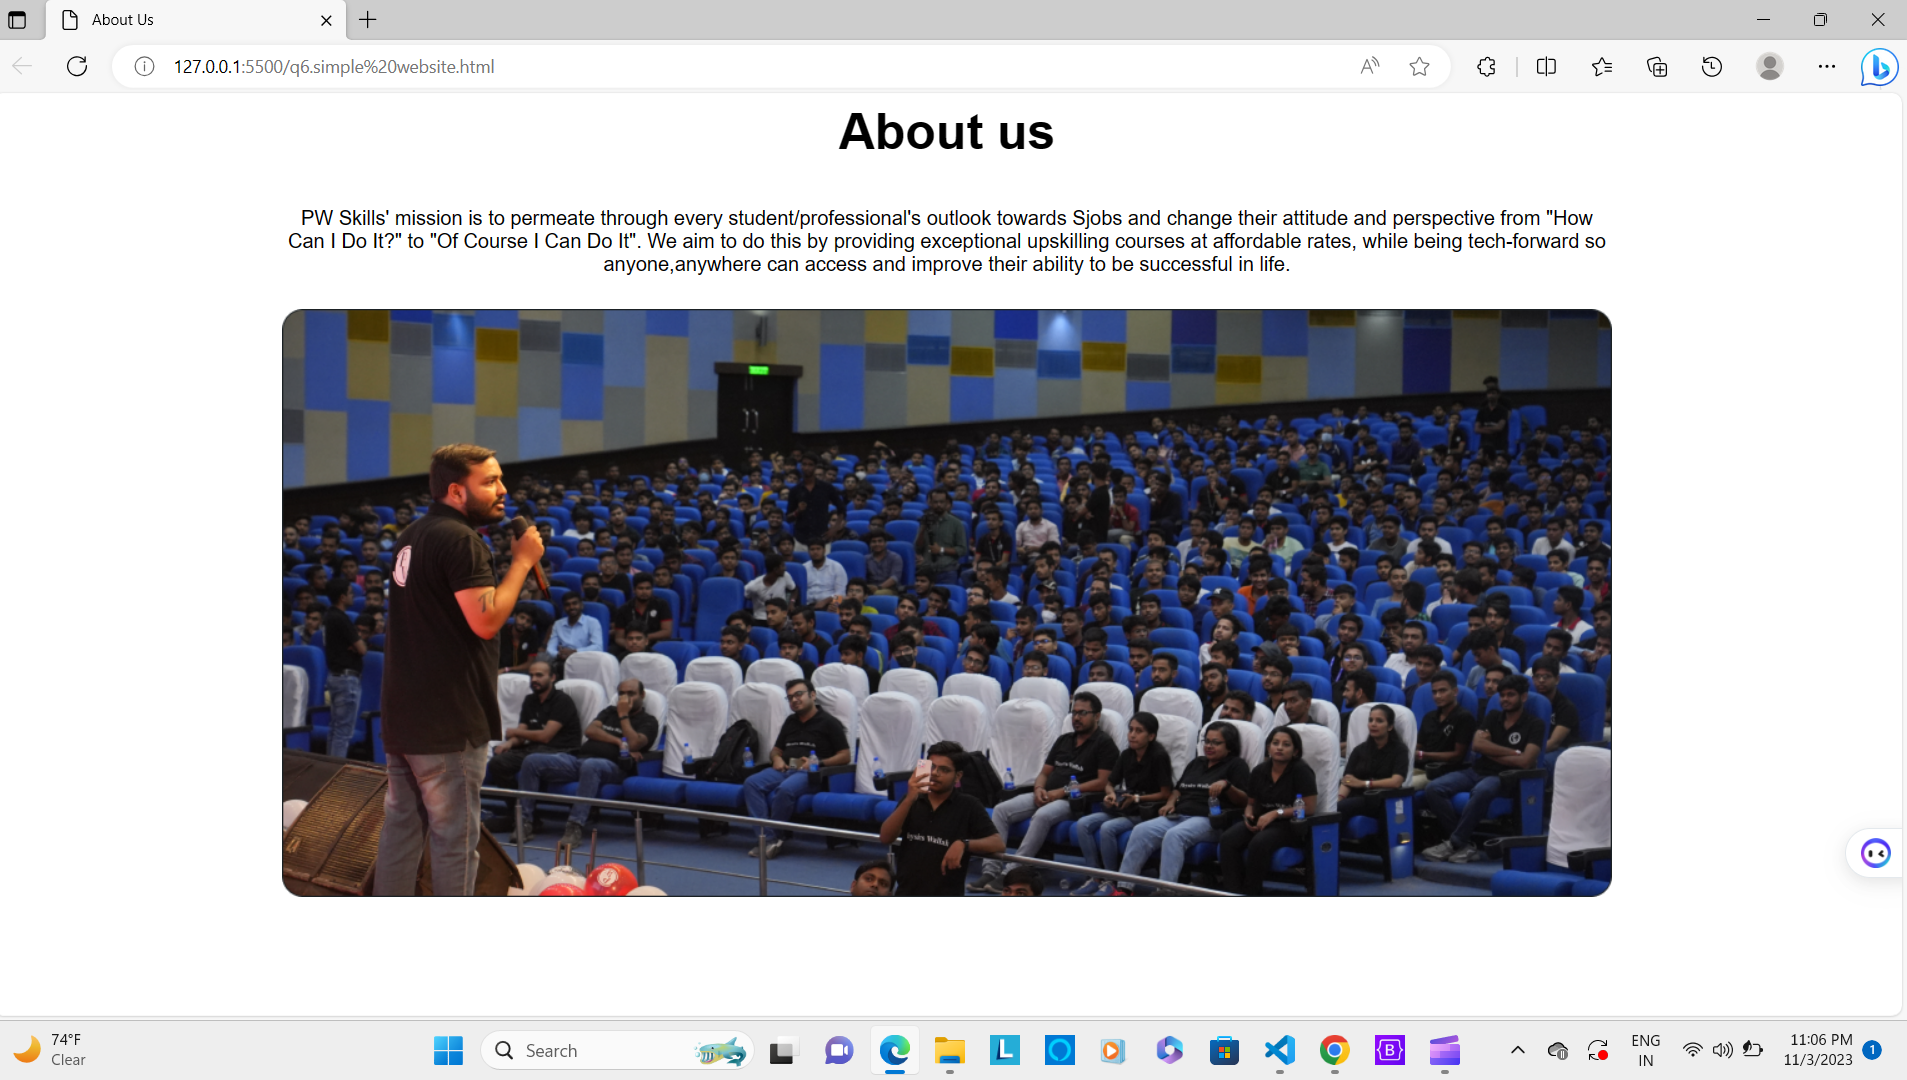 About Us
127.0.0.1:5500/q6.simple%20website.html
About us
PW Skills' mission is to permeate through every student/professional's outlook towards Sjobs and change their attitude and perspective from "How
Can I Do It?" to "Of Course I Can Do It". We aim to do this by providing exceptional upskilling courses at affordable rates, while being tech-forward so
anyone,anywhere can access and improve their ability to be successful in life.
74°F
Clear
Search
ENG
IN
11:06 PM
11/3/2023
1